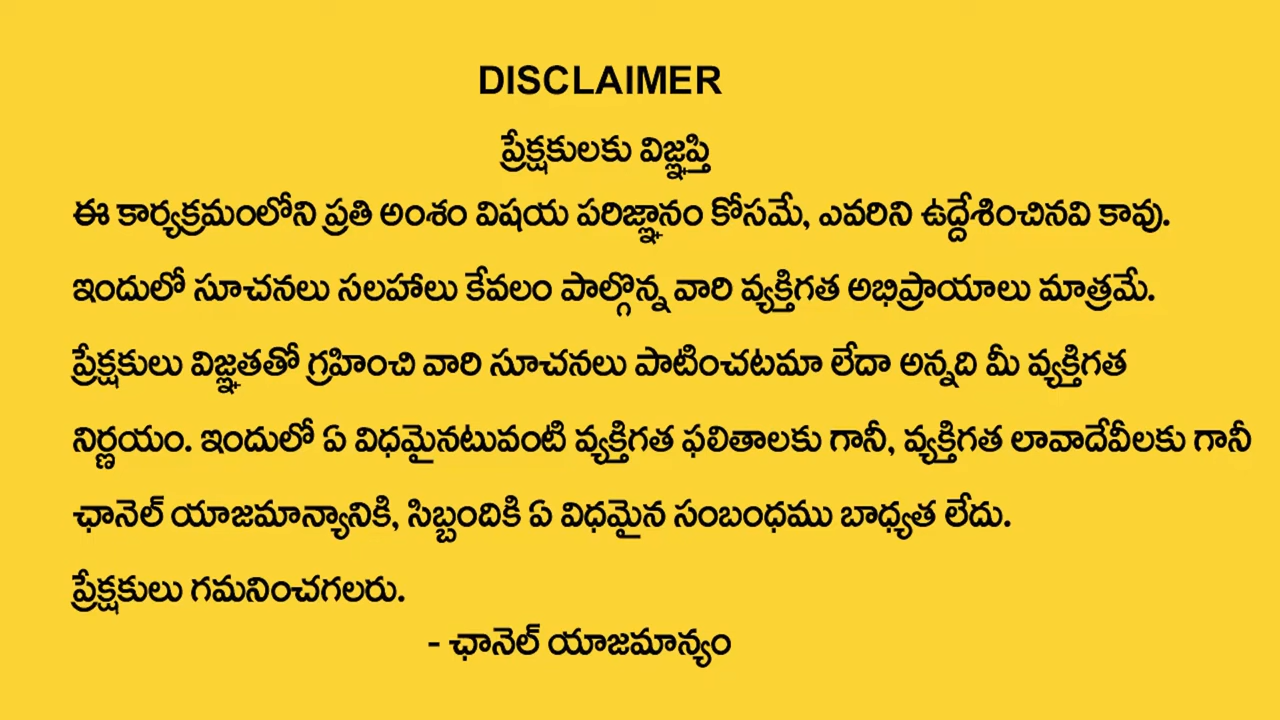 DISCLAIMER
ప్రేక్షకులకు విజ్ఞప్తి
ఈ కార్యక్రమంలోని ప్రతి అంశం విషయ పరిజ్ఞానం కోసమే, ఎవరిని ఉద్దేశించినవి కావు.
ఇందులో సూచనలు సలహాలు కేవలం పాల్గొన్న వారి వ్యక్తిగత అభిప్రాయాలు మాత్రమే.
ప్రేక్షకులు విజ్ఞతతో గ్రహించి వారి సూచనలు పాటించటమా లేదా అన్నది మీ వ్యక్తిగత
నిర్ణయం. ఇందులో ఏ విధమైనటువంటి వ్యక్తిగత ఫలితాలకు గానీ, వ్యక్తిగత లావాదేవీలకు గానీ
ఛానెల్ యాజమాన్యానికి, సిబ్బందికి ఏ విధమైన సంబంధము బాధ్యత లేదు.
ప్రేక్షకులు గమనించగలరు.
- ఛానెల్ యాజమాన్యం